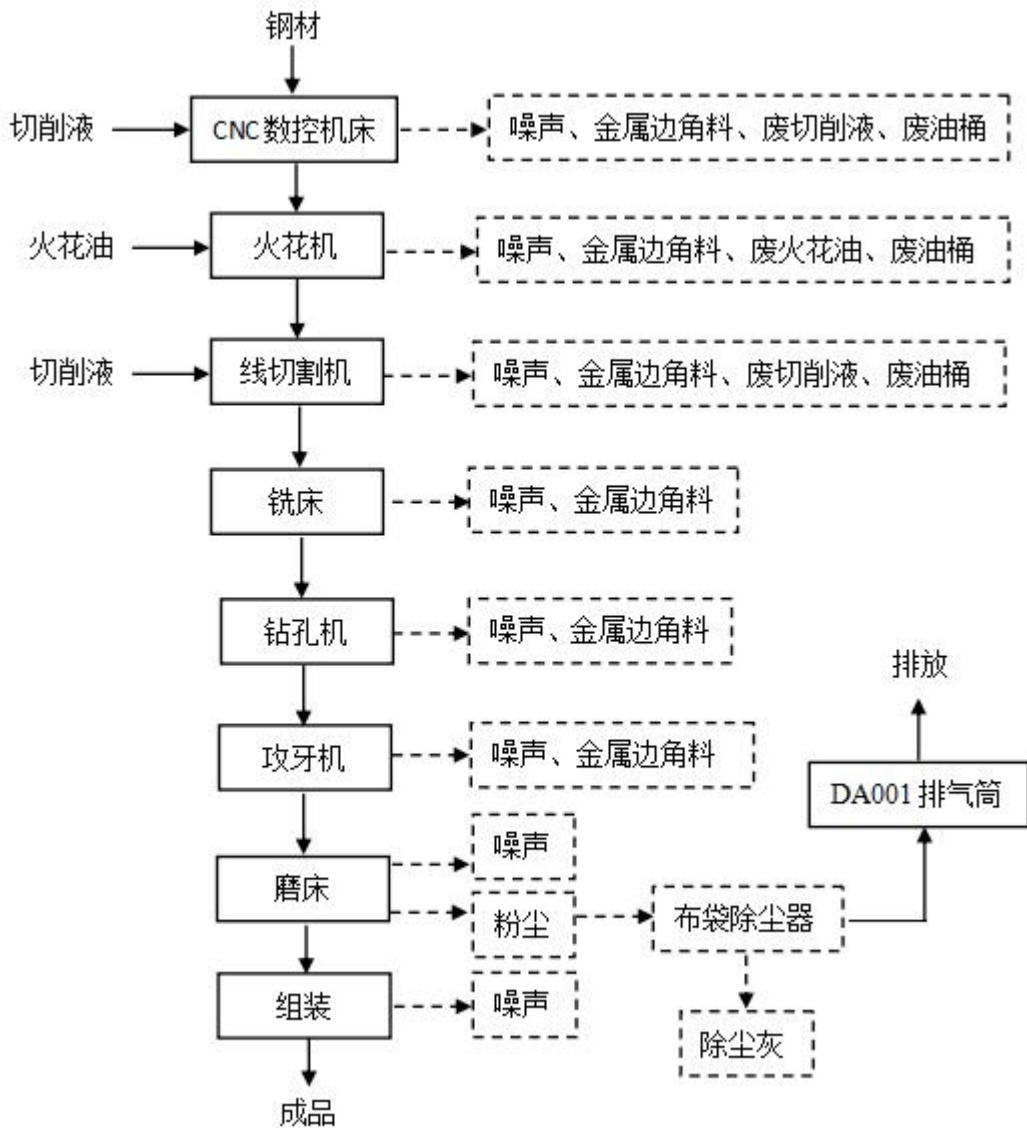 钢材
切削液
CNC 数控机床
噪声、金属边角料、废切削液、废油桶
火花油
火花机
噪声、金属边角料、废火花油、废油桶
切削液
线切割机
噪声、金属边角料、废切削液、废油桶
铣床
噪声、金属边角料
钻孔机
噪声、金属边角料
排放
攻牙机
噪声、金属边角料
DA001 排气筒
噪声
磨床
粉尘
布袋除尘器
组装
噪声
除尘灰
成品